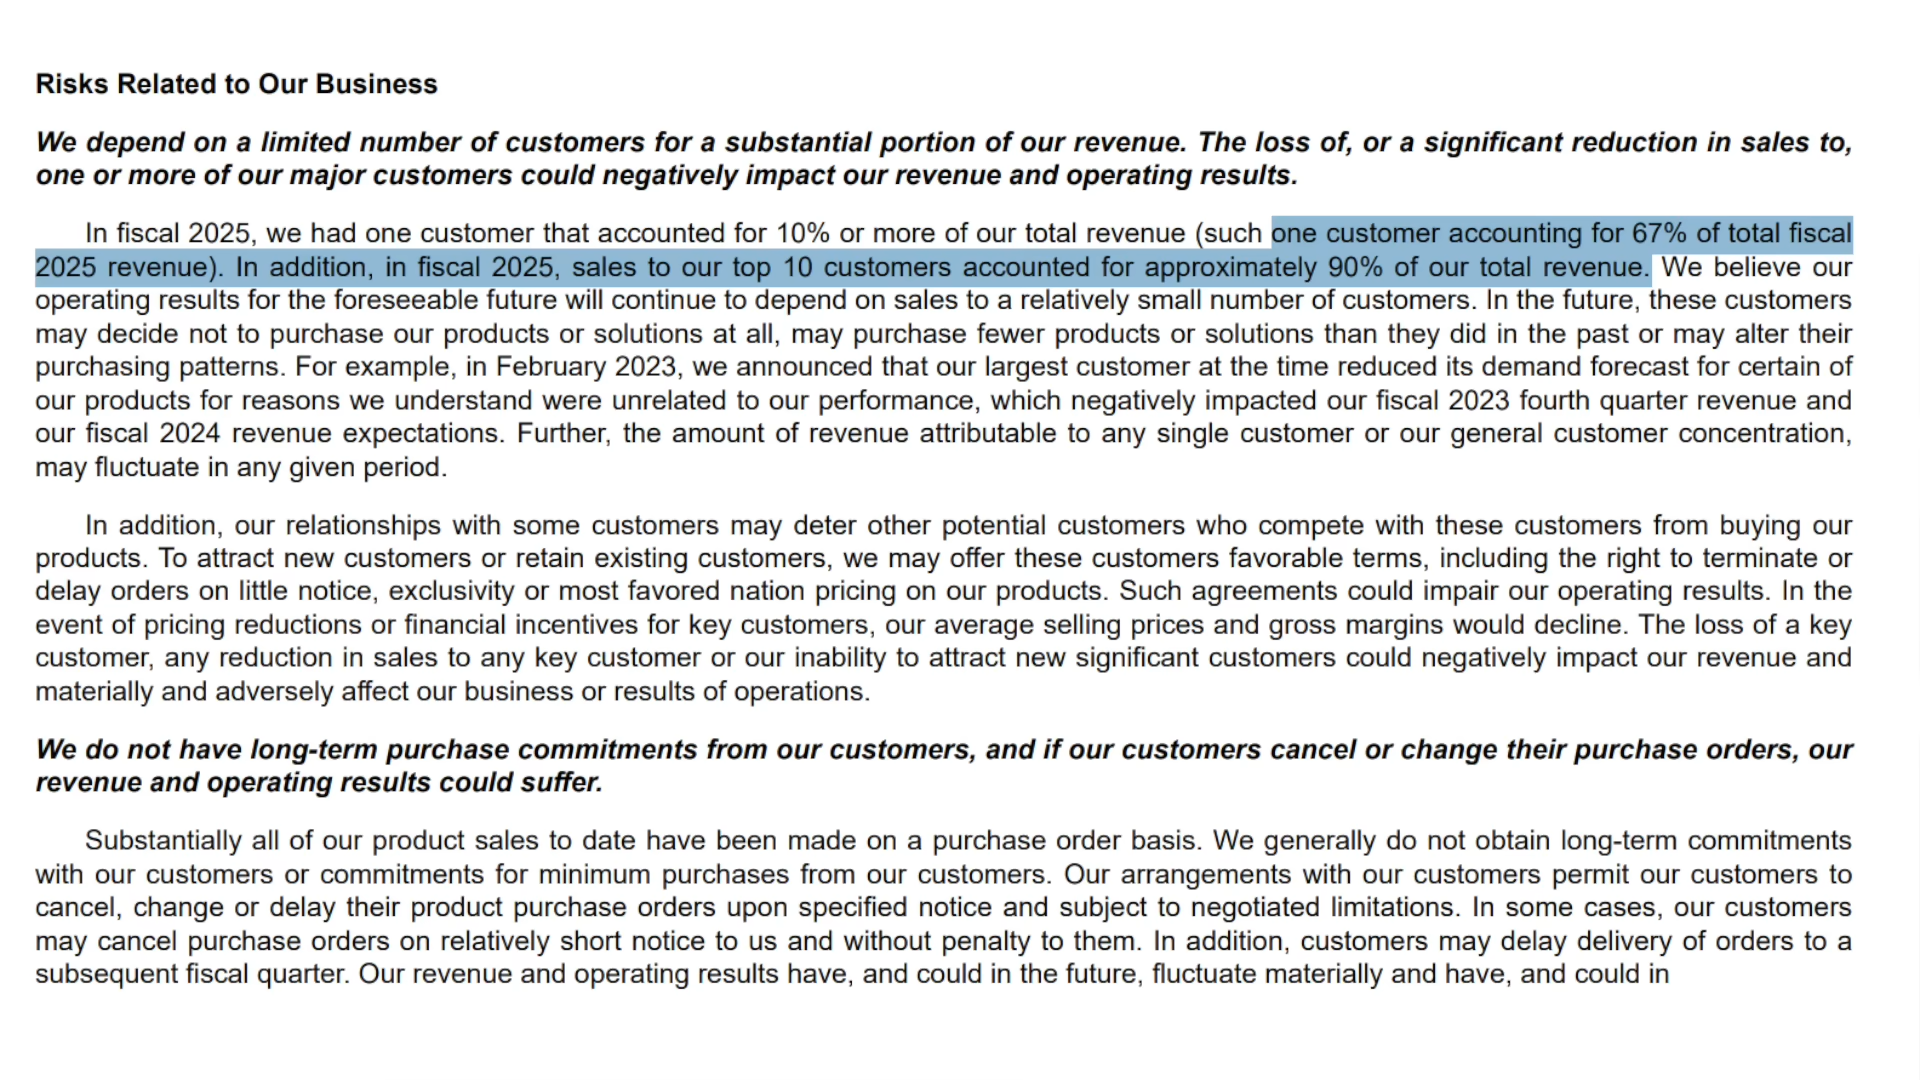 Risks Related to Our Business
We depend on a limited number of customers for a substantial portion of our revenue. The loss of, or a significant reduction in sales to,
one or more of our major customers could negatively impact our revenue and operating results.
In fiscal 2025, we had one customer that accounted for 10% or more of our total revenue (such one customer accounting for 67% of total fiscal
2025 revenue). In addition, in fiscal 2025, sales to our top 10 customers accounted for approximately 90% of our total revenue. We believe our
operating results for the foreseeable future will continue to depend on sales to a relatively small number of customers. In the future, these customers
may decide not to purchase our products or solutions at all, may purchase fewer products or solutions than they did in the past or may alter their
purchasing patterns. For example, in February 2023, we announced that our largest customer at the time reduced its demand forecast for certain of
our products for reasons we understand were unrelated to our performance, which negatively impacted our fiscal 2023 fourth quarter revenue and
our fiscal 2024 revenue expectations. Further, the amount of revenue attributable to any single customer or our general customer concentration,
may fluctuate in any given period.
In addition, our relationships with some customers may deter other potential customers who compete with these customers from buying our
products. To attract new customers or retain existing customers, we may offer these customers favorable terms, including the right to terminate or
delay orders on little notice, exclusivity or most favored nation pricing on our products. Such agreements could impair our operating results. In the
event of pricing reductions or financial incentives for key customers, our average selling prices and gross margins would decline. The loss of a key
customer, any reduction in sales to any key customer or our inability to attract new significant customers could negatively impact our revenue and
materially and adversely affect our business or results of operations.
We do not have long-term purchase commitments from our customers, and if our customers cancel or change their purchase orders, our
revenue and operating results could suffer.
Substantially all of our product sales to date have been made on a purchase order basis. We generally do not obtain long-term commitments
with our customers or commitments for minimum purchases from our customers. Our arrangements with our customers permit our customers to
cancel, change or delay their product purchase orders upon specified notice and subject to negotiated limitations. In some cases, our customers
may cancel purchase orders on relatively short notice to us and without penalty to them. In addition, customers may delay delivery of orders to a
subsequent fiscal quarter. Our revenue and operating results have, and could in the future, fluctuate materially and have, and could in